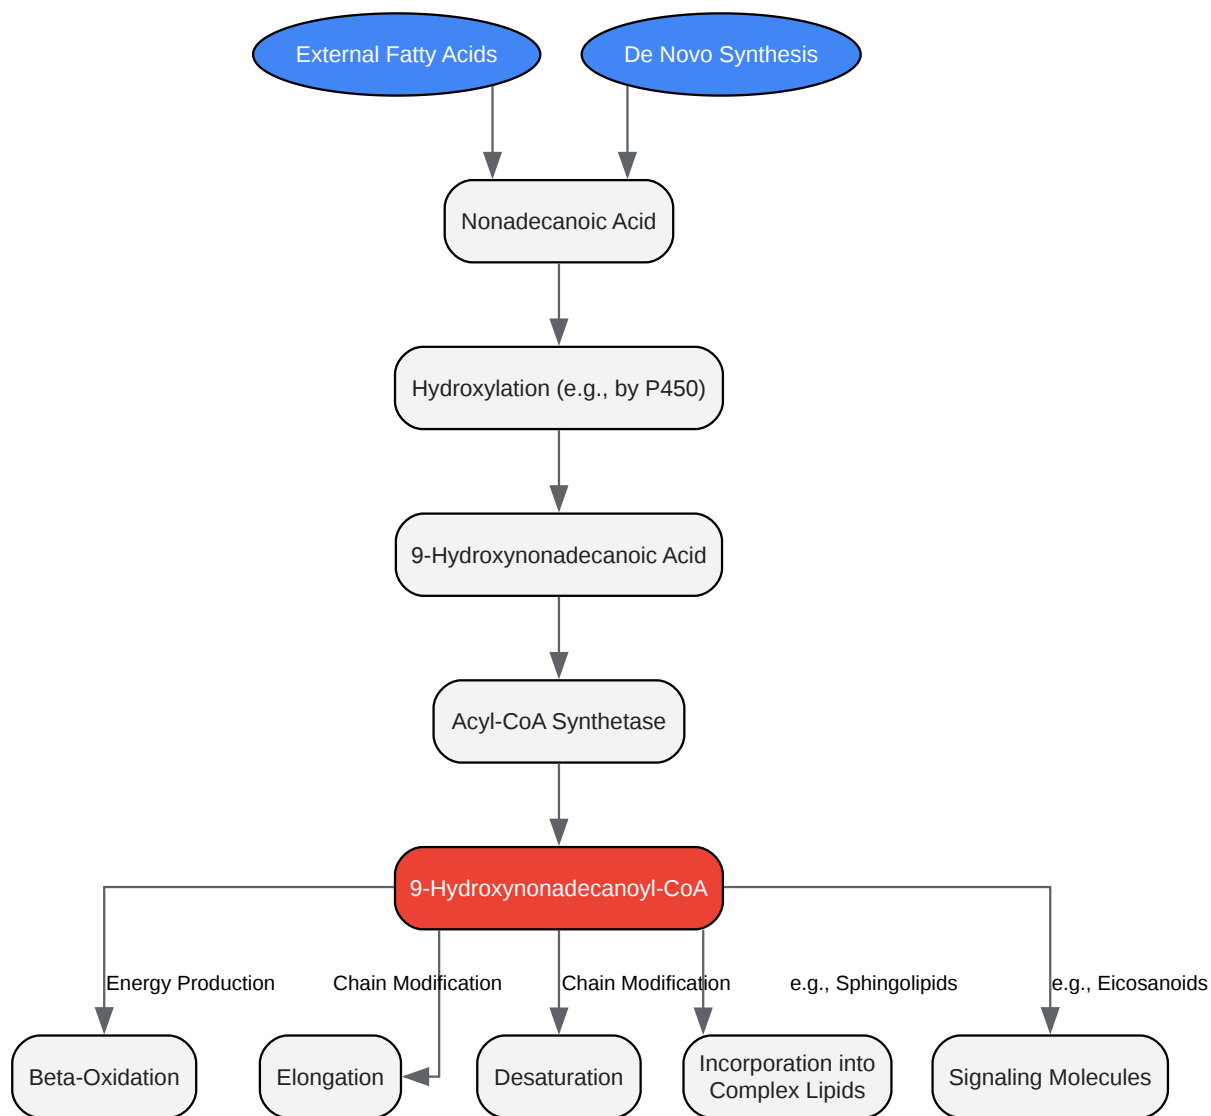 External Fatty Acids
De Novo Synthesis
Nonadecanoic Acid
Hydroxylation (e.g., by P450)
9-Hydroxynonadecanoic Acid
Acyl-CoA Synthetase
9-Hydroxynonadecanoyl-CoA
Energy Production
Chain Modification
Chain Modification
e.g., Sphingolipids
e.g., Eicosanoids
Beta-Oxidation
Elongation
Desaturation
Incorporation into
Complex Lipids
Signaling Molecules